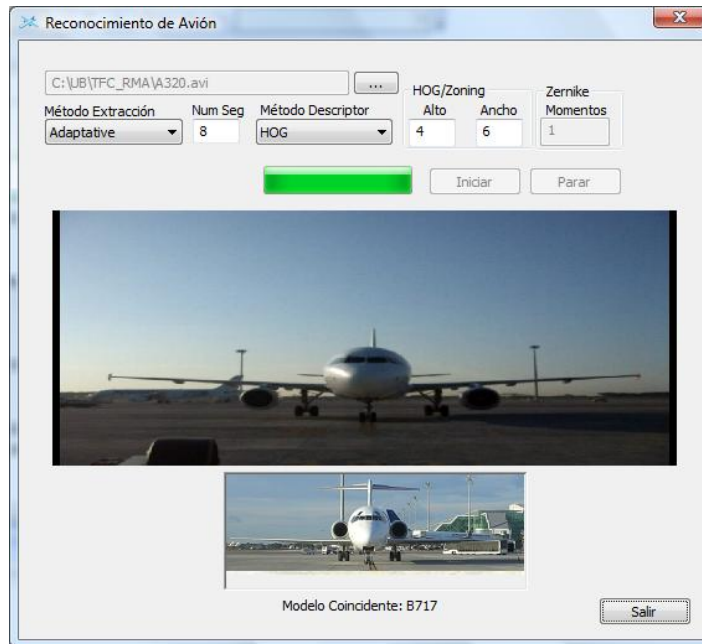 Reconocimiento de Avión
C:\UB\TFC_RMA\A320.avi
...
HOG/Zoning
Zernike
Método Extracción
Num Seg
Método Descriptor
Alto
Ancho
Momentos
Adaptative
8
HOG
4
6
1
Iniciar
Parar
Modelo Coincidente: B717
Salir